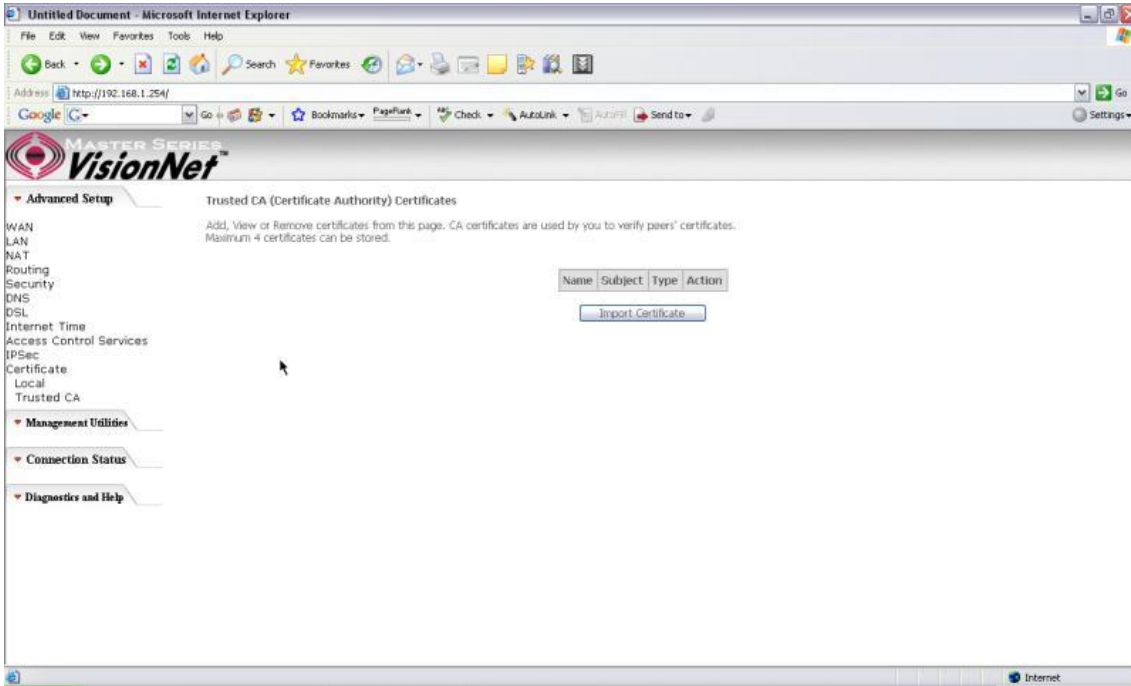 Untitled Document - Microsoft Internet Explorer
File Edit View Favorites Tools Help
Back Search Favorites
Address http://192.168.1.254/ Go
Google G Go Bookmarks PageRank Check AutoLink AutoFill Send to Settings
MASTER SERIES
VisionNet™
Advanced Setup
WAN
LAN
NAT
Routing
Security
DNS
DSL
Internet Time
Access Control Services
IPSec
Certificate
Local
Trusted CA
Management Utilities
Connection Status
Diagnostics and Help
Trusted CA (Certificate Authority) Certificates
Add, View or Remove certificates from this page. CA certificates are used by you to verify peers' certificates.
Maximum 4 certificates can be stored.
Name Subject Type Action
Import Certificate
Internet